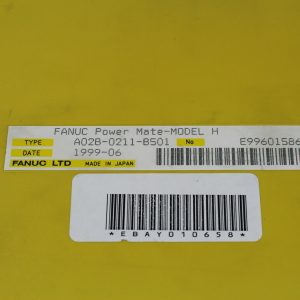 FANUC Power Mate-MODEL H
TYPE A02B-0211-B501 No E99601586
DATE 1999-06
FANUC LTD MADE IN JAPAN
*EBAY010658*